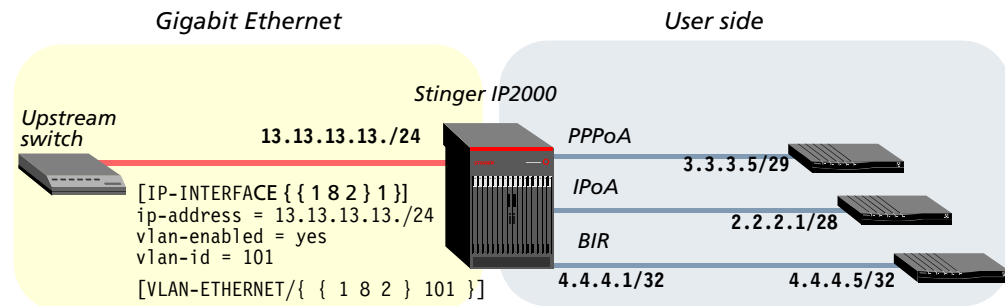 Gigabit Ethernet
User side
Stinger IP2000
Upstream
switch
13.13.13.13./24
PPPoA
3.3.3.5/29
IPoA
2.2.2.1/28
BIR
4.4.4.1/32
4.4.4.5/32
[IP-INTERFACE { { 1 8 2 } 1 }]
ip-address = 13.13.13.13./24
vlan-enabled = yes
vlan-id = 101
[VLAN-ETHERNET/{ { 1 8 2 } 101 }]